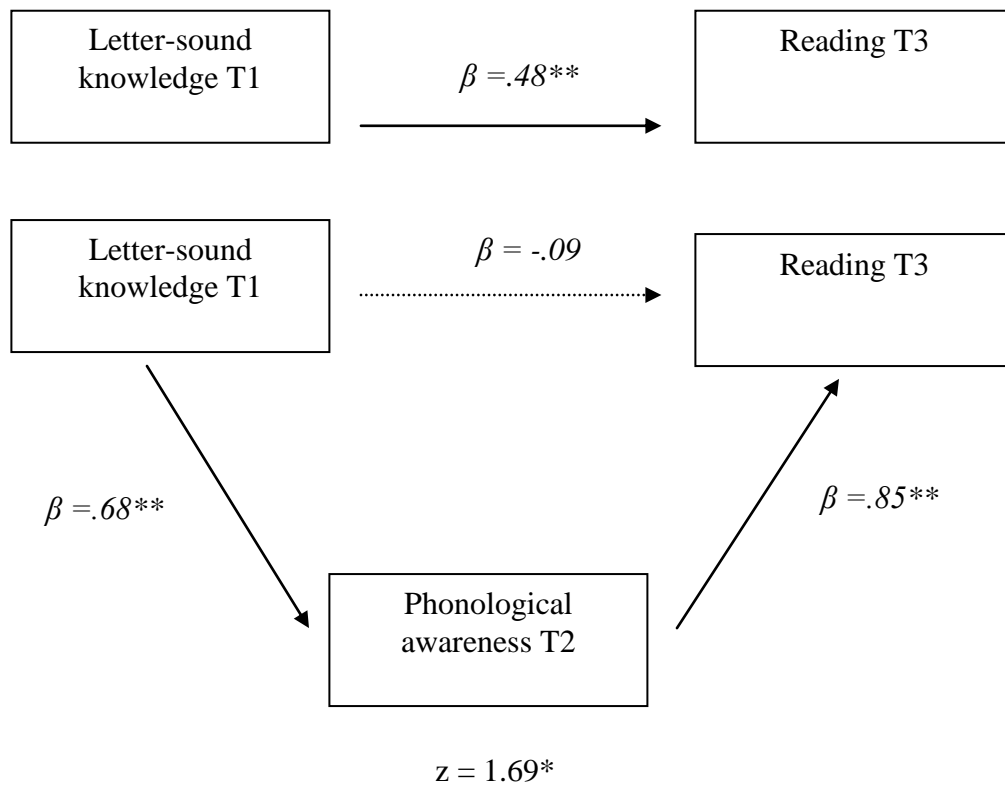 Letter-sound
knowledge T1
β =.48**
Reading T3
Letter-sound
knowledge T1
β = -.09
Reading T3
β =.68**
β =.85**
Phonological
awareness T2
z = 1.69*